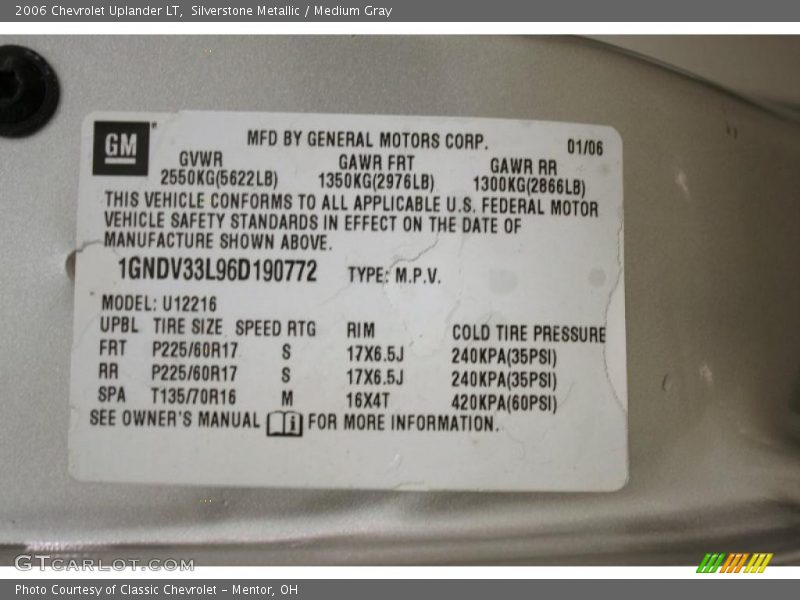 2006 Chevrolet Uplander LT, Silverstone Metallic / Medium Gray
GM
MFD BY GENERAL MOTORS CORP. 01/06
GVWR GAWR FRT GAWR RR
2550KG(5622LB) 1350KG(2976LB) 1300KG(2866LB)
THIS VEHICLE CONFORMS TO ALL APPLICABLE U.S. FEDERAL MOTOR
VEHICLE SAFETY STANDARDS IN EFFECT ON THE DATE OF
MANUFACTURE SHOWN ABOVE.
1GNDV33L96D190772 TYPE: M.P.V.
MODEL: U12216
UPBL TIRE SIZE SPEED RTG RIM COLD TIRE PRESSURE
FRT P225/60R17 S 17X6.5J 240KPA(35PSI)
RR P225/60R17 S 17X6.5J 240KPA(35PSI)
SPA T135/70R16 M 16X4T 420KPA(60PSI)
SEE OWNER'S MANUAL FOR MORE INFORMATION.
GTCARLOT.COM
Photo Courtesy of Classic Chevrolet - Mentor, OH